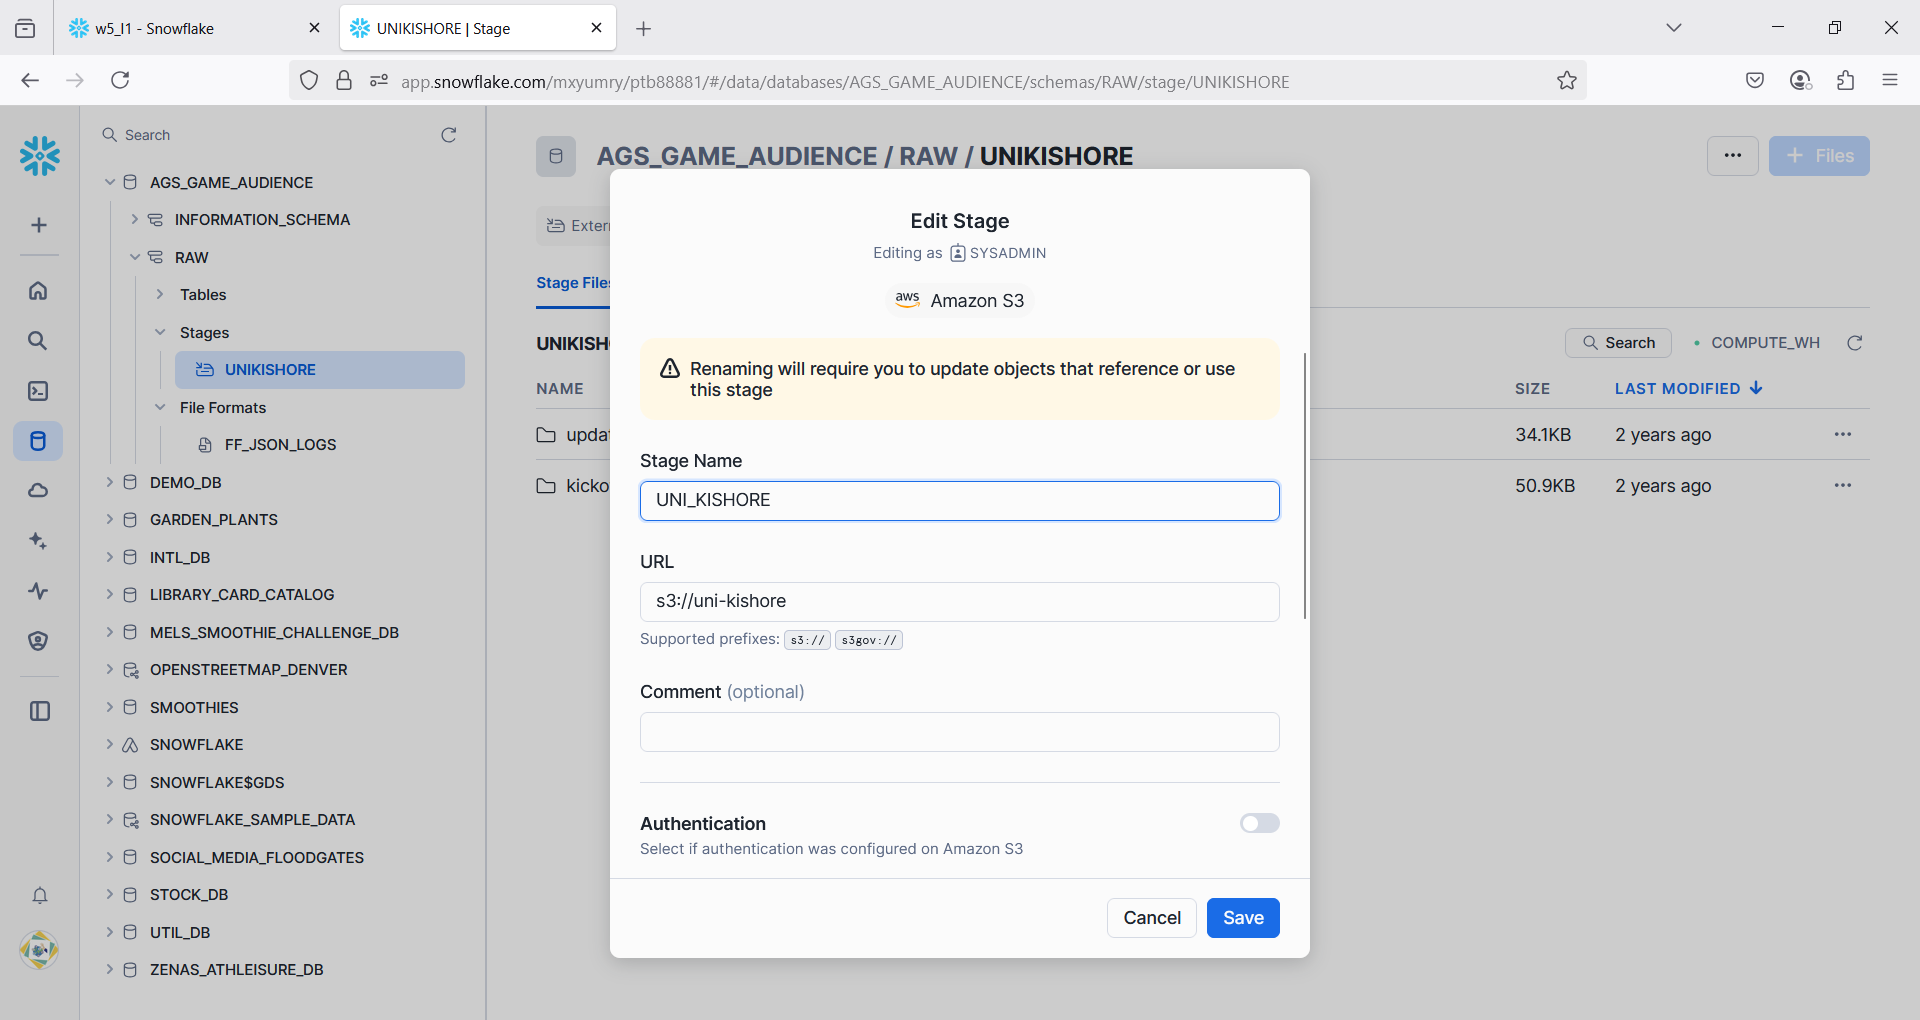 w5_l1 - Snowflake
UNIKISHORE | Stage
app.snowflake.com/mxyumry/ptb88881/#/data/databases/AGS_GAME_AUDIENCE/schemas/RAW/stage/UNIKISHORE
Search
AGS_GAME_AUDIENCE
INFORMATION_SCHEMA
RAW
Tables
Stages
UNIKISHORE
File Formats
FF_JSON_LOGS
DEMO_DB
GARDEN_PLANTS
INTL_DB
LIBRARY_CARD_CATALOG
MELS_SMOOTHIE_CHALLENGE_DB
OPENSTREETMAP_DENVER
SMOOTHIES
SNOWFLAKE
SNOWFLAKE$GDS
SNOWFLAKE_SAMPLE_DATA
SOCIAL_MEDIA_FLOODGATES
STOCK_DB
UTIL_DB
ZENAS_ATHLEISURE_DB
AGS_GAME_AUDIENCE / RAW / UNIKISHORE
Files
Stage Files
Search
COMPUTE_WH
NAME
SIZE
LAST MODIFIED
34.1KB
2 years ago
50.9KB
2 years ago
Edit Stage
Editing as SYSADMIN
aws Amazon S3
Renaming will require you to update objects that reference or use
this stage
Stage Name
UNI_KISHORE
URL
s3://uni-kishore
Supported prefixes: s3:// s3gov://
Comment (optional)
Authentication
Select if authentication was configured on Amazon S3
Cancel
Save